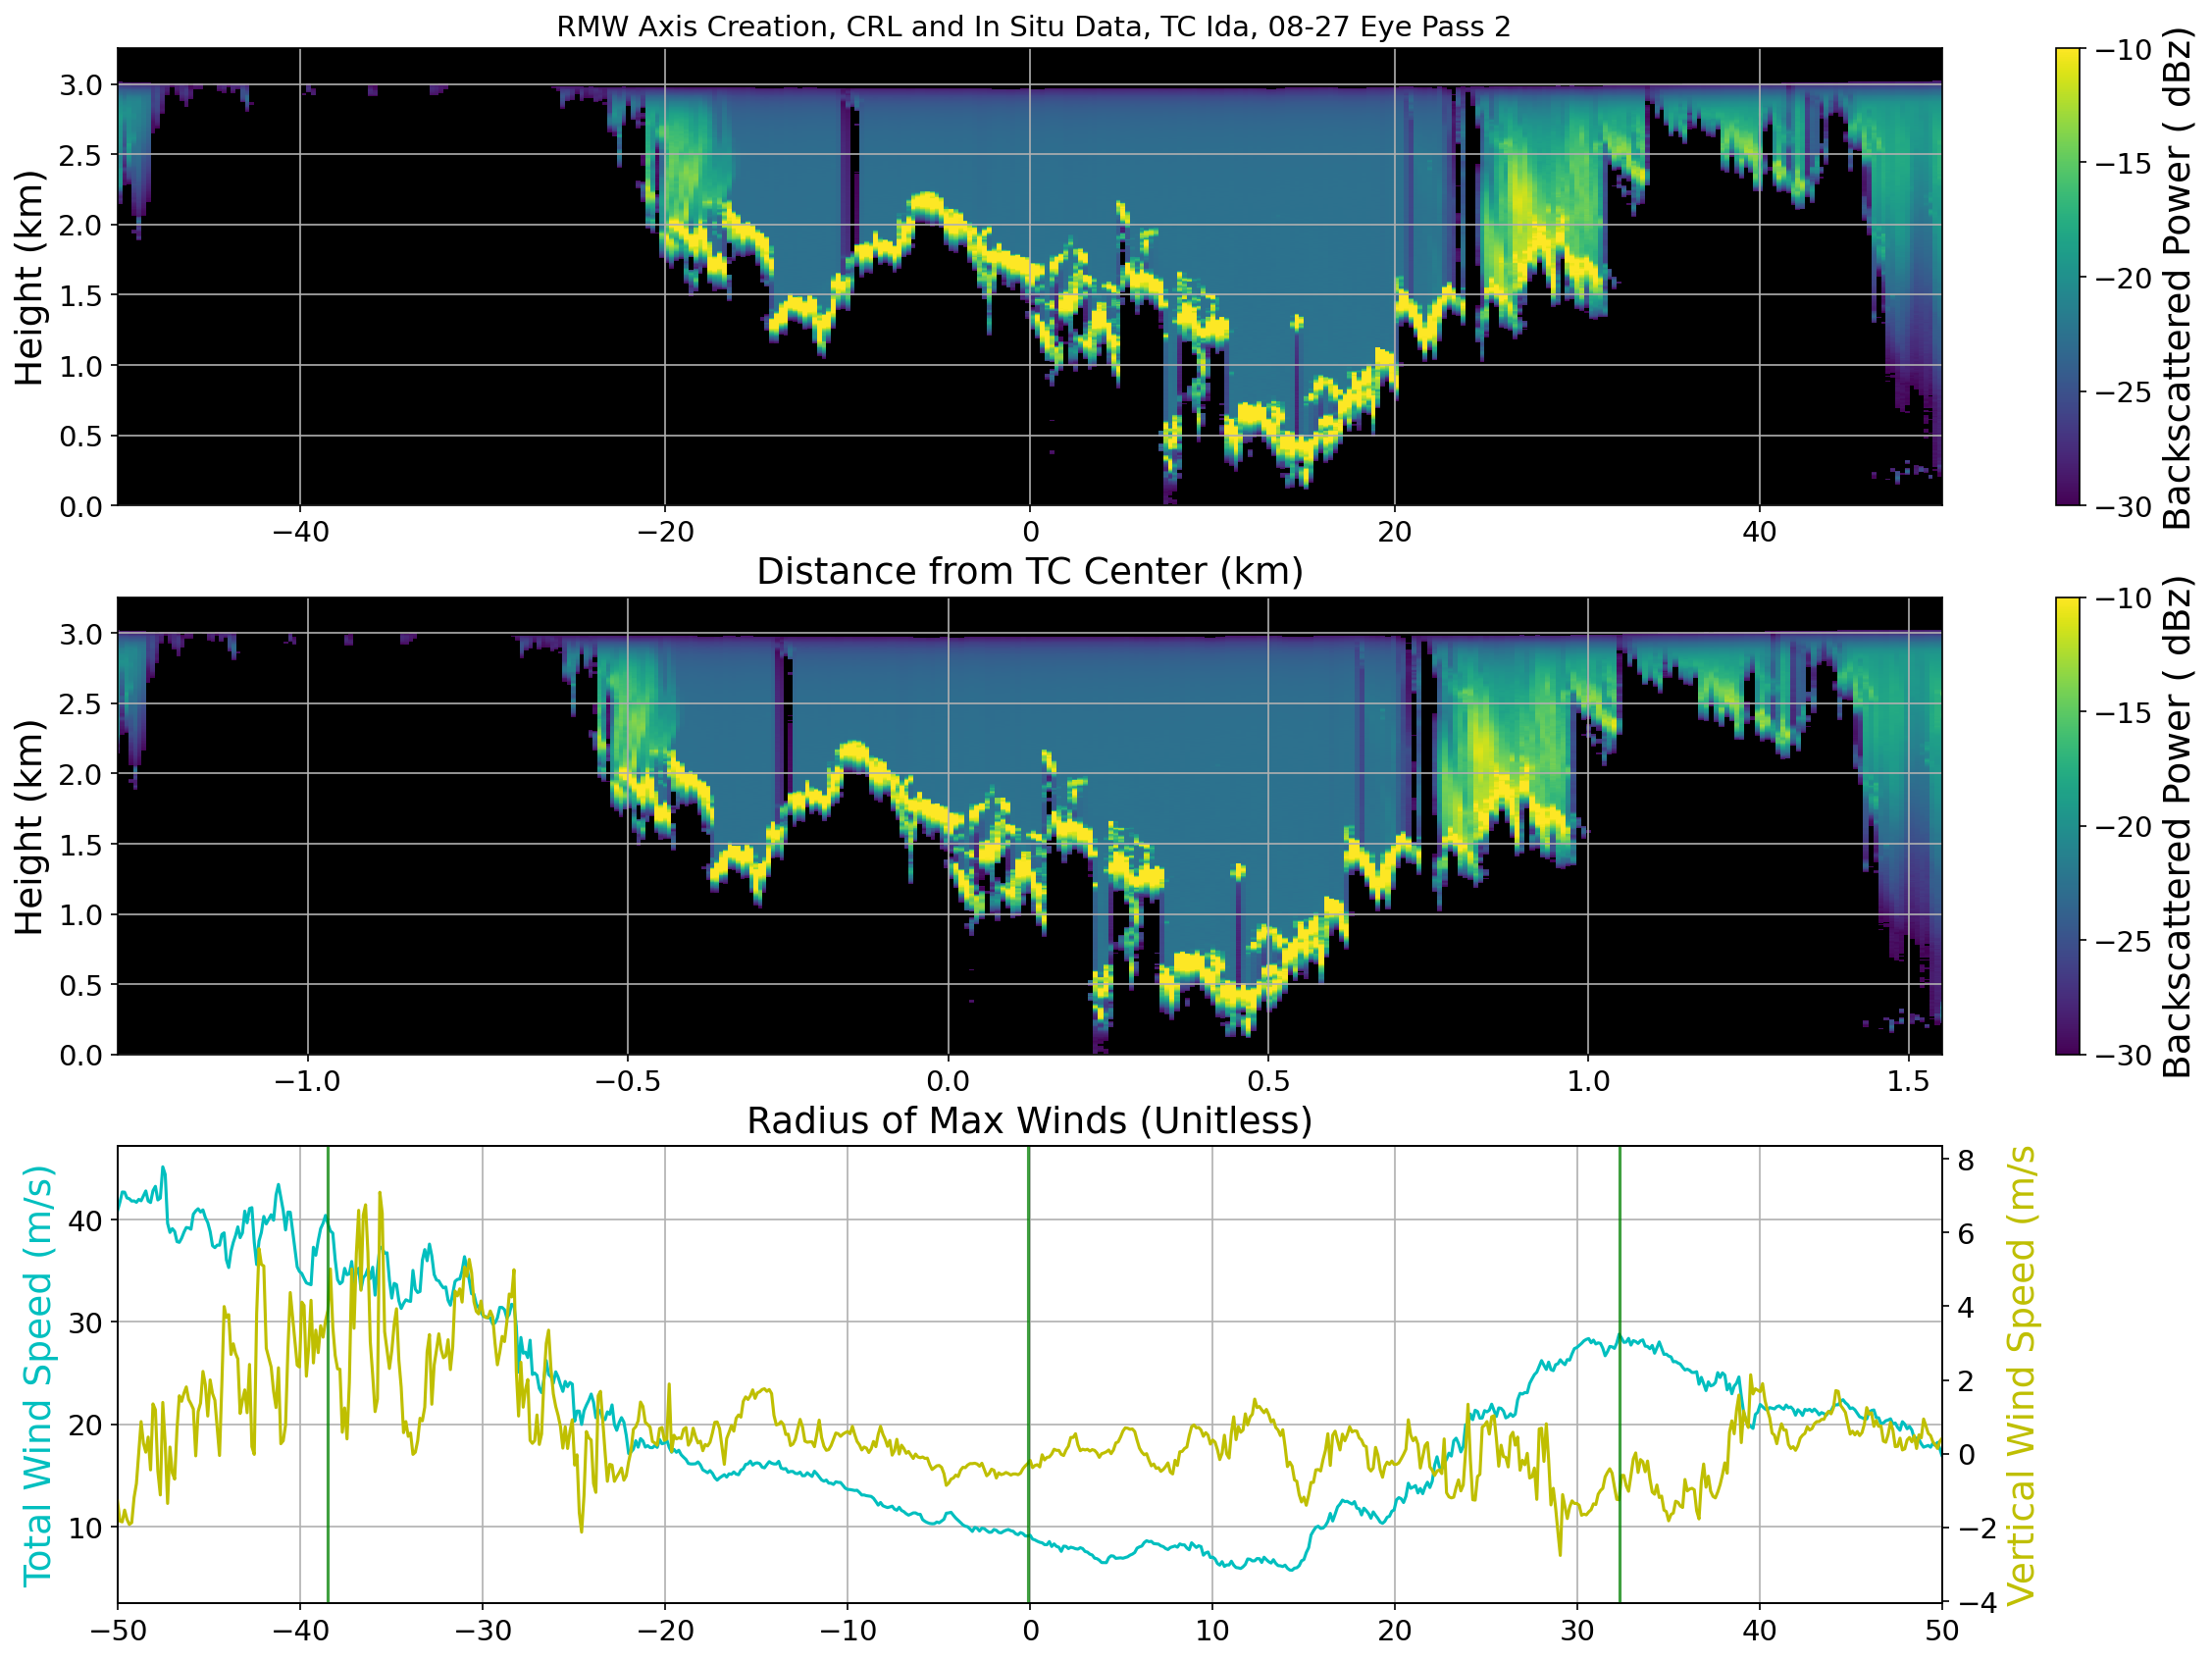 RMW Axis Creation, CRL and In Situ Data, TC Ida, 08-27 Eye Pass 2
Height (km)
3.0
2.5
2.0
1.5
1.0
0.5
0.0
−40 −20 0 20 40
Distance from TC Center (km)
−10
−15
−20
−25
−30
Backscattered Power ( dBz)
Height (km)
3.0
2.5
2.0
1.5
1.0
0.5
0.0
−1.0 −0.5 0.0 0.5 1.0 1.5
Radius of Max Winds (Unitless)
−10
−15
−20
−25
−30
Backscattered Power ( dBz)
Total Wind Speed (m/s)
40
30
20
10
−50 −40 −30 −20 −10 0 10 20 30 40 50
8
6
4
2
0
−2
−4
Vertical Wind Speed (m/s